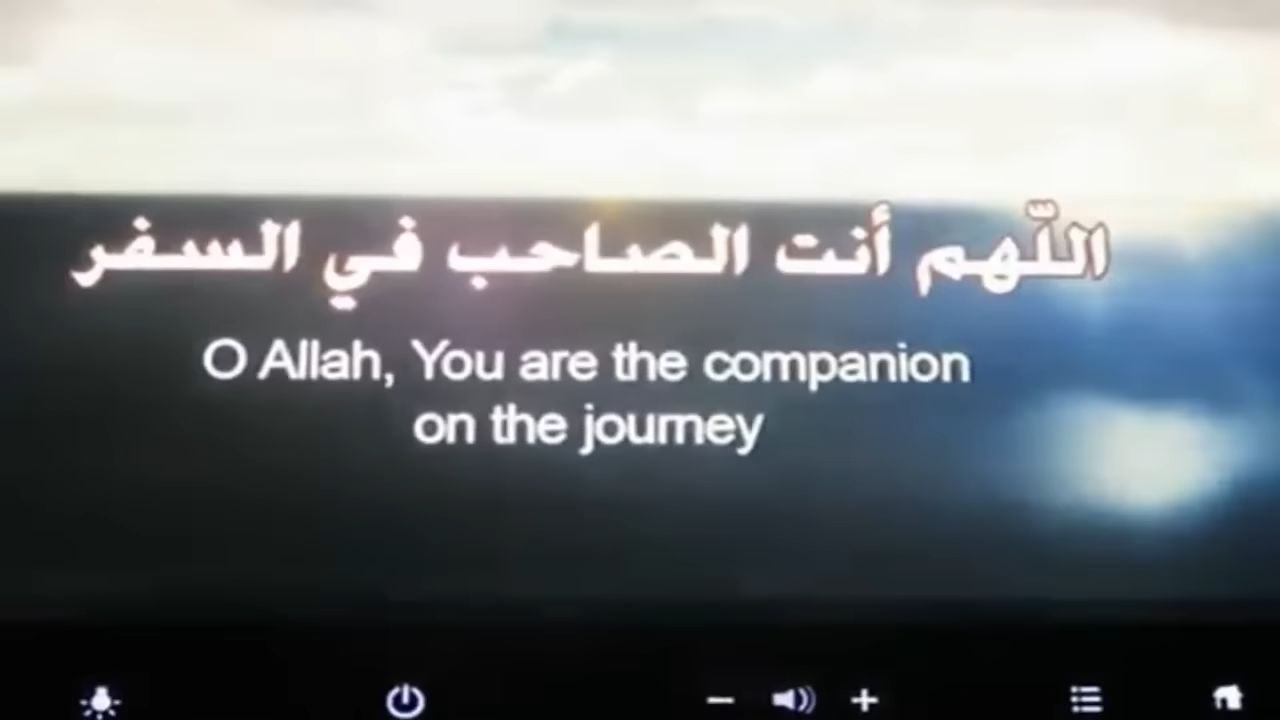 اللّهم أنت الصاحب في السفر
O Allah, You are the companion
on the journey